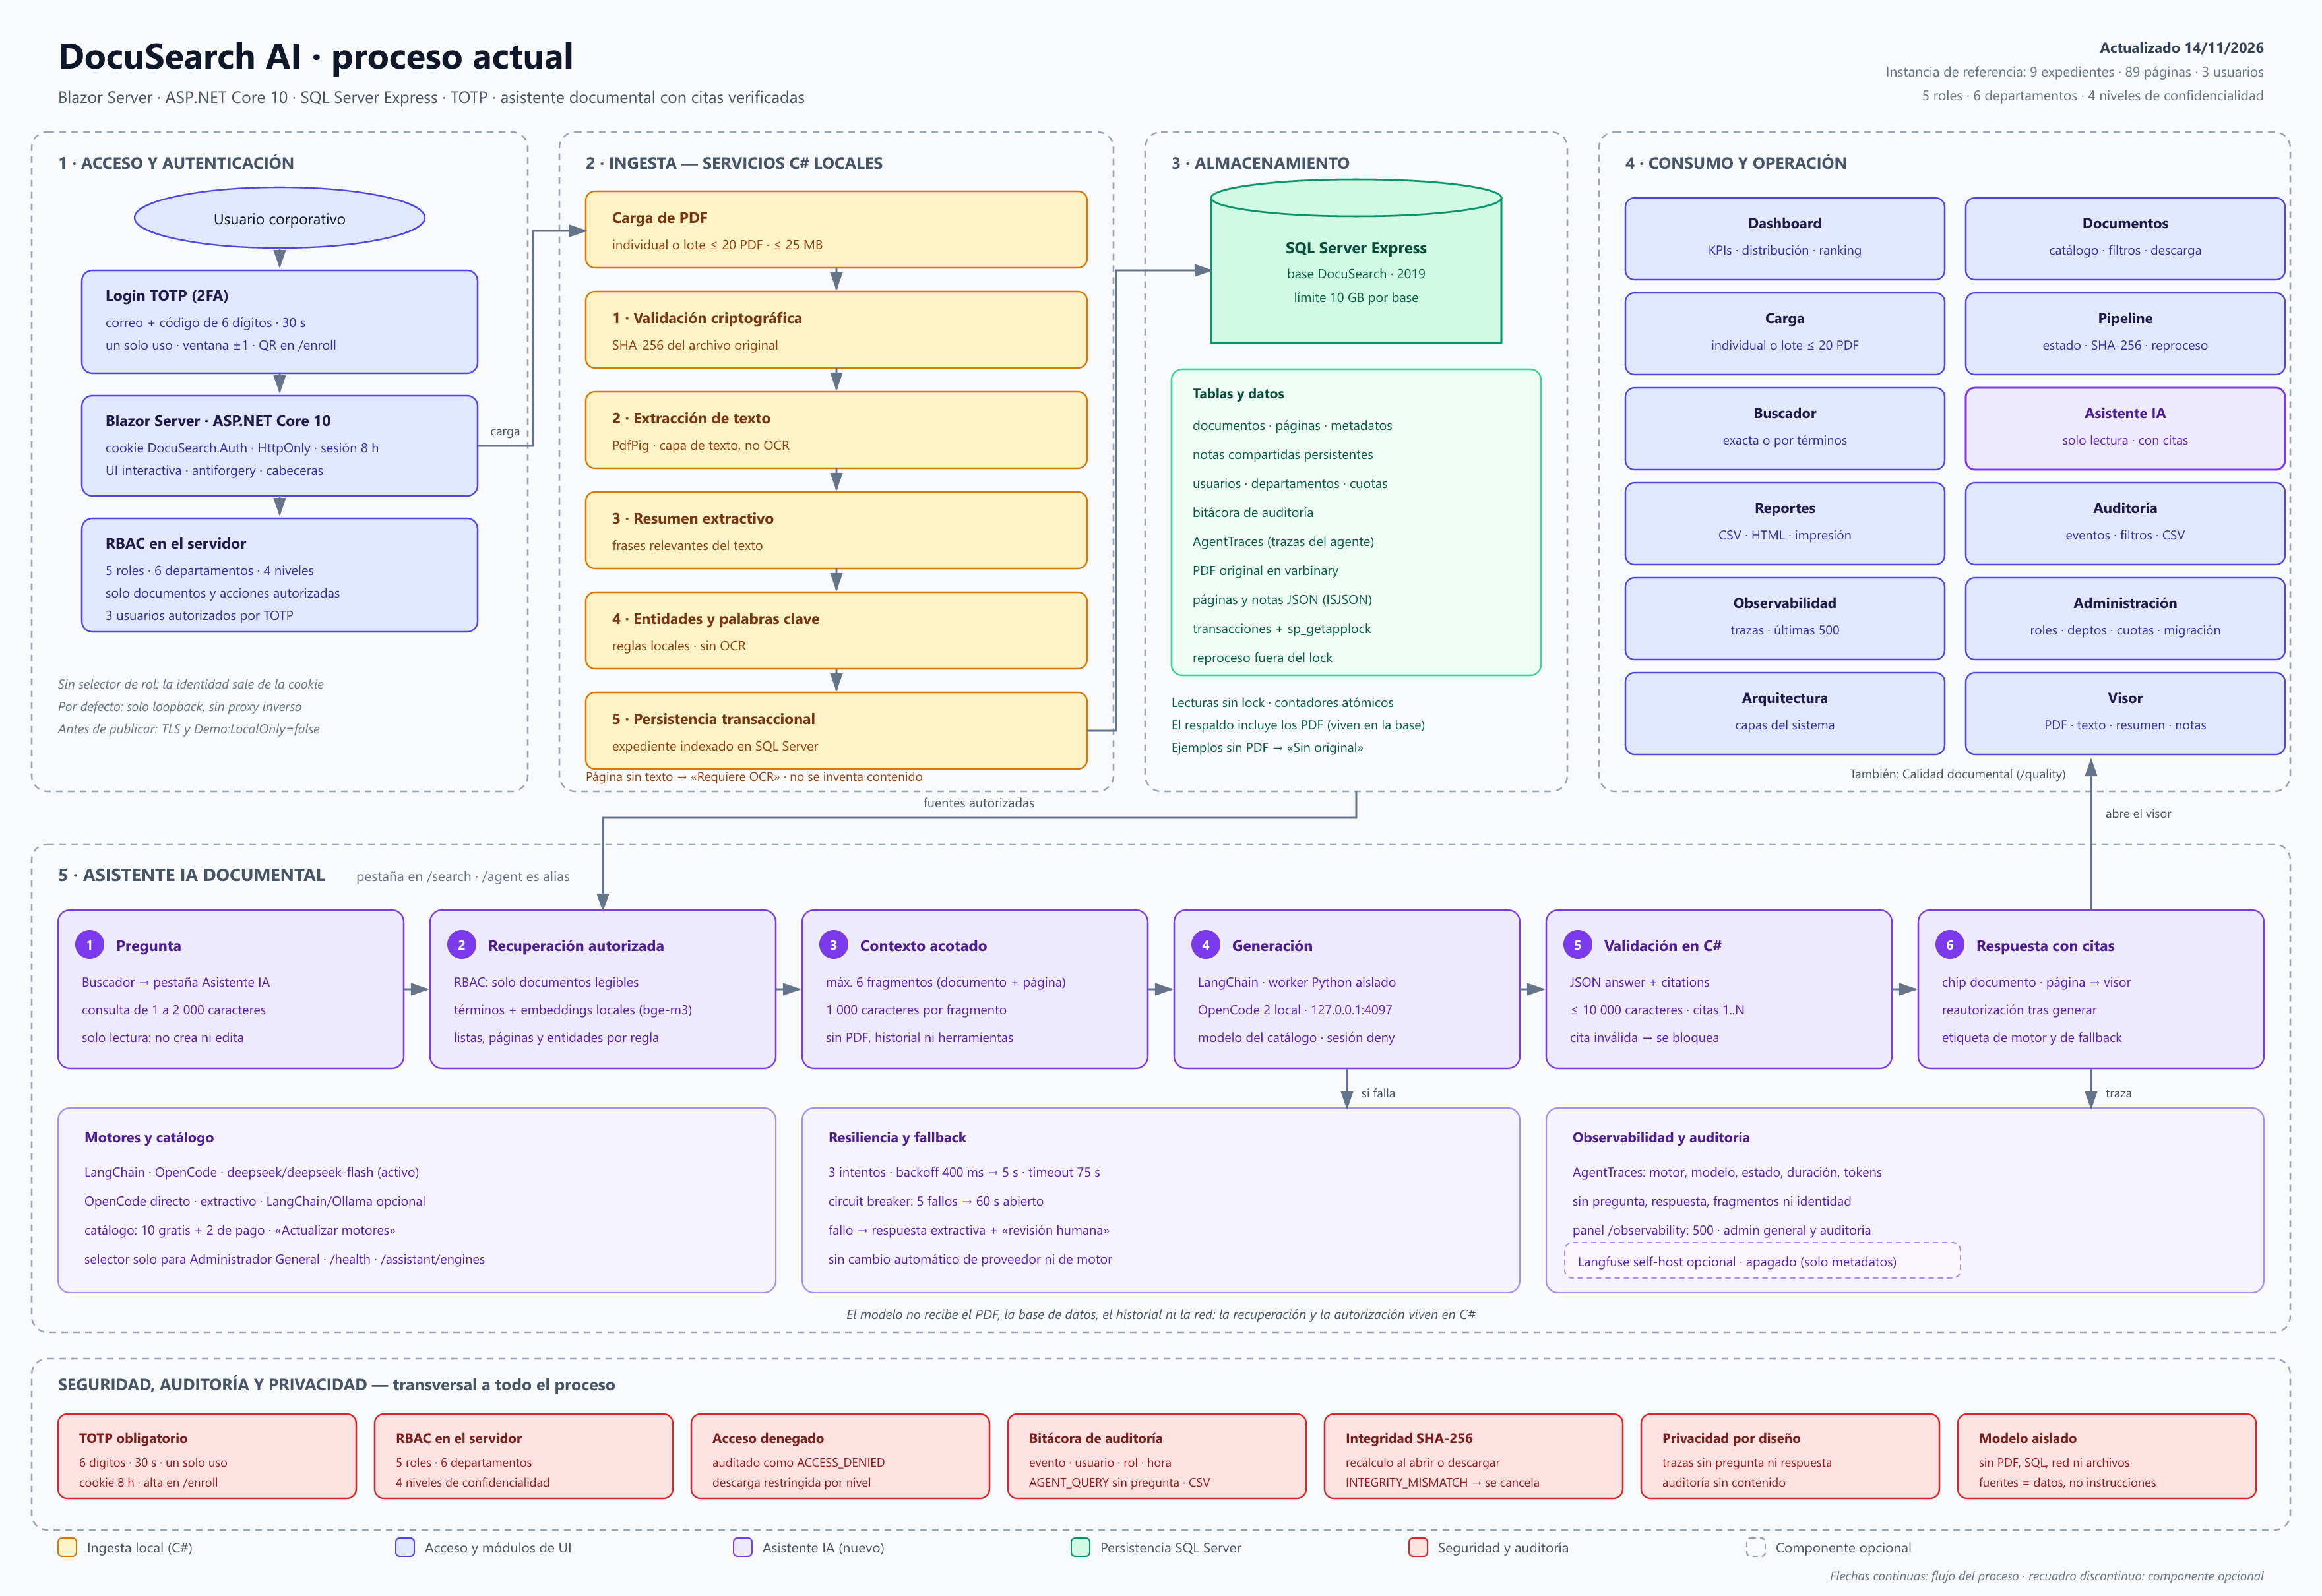 DocuSearch AI · proceso actual
Blazor Server · ASP.NET Core 10 · SQL Server Express · TOTP · asistente documental con citas verificadas
Actualizado 14/11/2026
Instancia de referencia: 9 expedientes · 89 páginas · 3 usuarios
5 roles · 6 departamentos · 4 niveles de confidencialidad
1 · ACCESO Y AUTENTICACIÓN
Usuario corporativo
Login TOTP (2FA)
correo + código de 6 dígitos · 30 s
un solo uso · ventana ±1 · QR en /enroll
Blazor Server · ASP.NET Core 10
cookie DocuSearch.Auth · HttpOnly · sesión 8 h
UI interactiva · antiforgery · cabeceras
carga
RBAC en el servidor
5 roles · 6 departamentos · 4 niveles
solo documentos y acciones autorizadas
3 usuarios autorizados por TOTP
Sin selector de rol: la identidad sale de la cookie
Por defecto: solo loopback, sin proxy inverso
Antes de publicar: TLS y Demo:LocalOnly=false
2 · INGESTA — SERVICIOS C# LOCALES
Carga de PDF
individual o lote ≤ 20 PDF · ≤ 25 MB
1 · Validación criptográfica
SHA-256 del archivo original
2 · Extracción de texto
PdfPig · capa de texto, no OCR
3 · Resumen extractivo
frases relevantes del texto
4 · Entidades y palabras clave
reglas locales · sin OCR
5 · Persistencia transaccional
expediente indexado en SQL Server
Página sin texto → «Requiere OCR» · no se inventa contenido
3 · ALMACENAMIENTO
SQL Server Express
base DocuSearch · 2019
límite 10 GB por base
Tablas y datos
documentos · páginas · metadatos
notas compartidas persistentes
usuarios · departamentos · cuotas
bitácora de auditoría
AgentTraces (trazas del agente)
PDF original en varbinary
páginas y notas JSON (ISJSON)
transacciones + sp_getapplock
reproceso fuera del lock
Lecturas sin lock · contadores atómicos
El respaldo incluye los PDF (viven en la base)
Ejemplos sin PDF → «Sin original»
4 · CONSUMO Y OPERACIÓN
Dashboard
KPIs · distribución · ranking
Documentos
catálogo · filtros · descarga
Carga
individual o lote ≤ 20 PDF
Pipeline
estado · SHA-256 · reproceso
Buscador
exacta o por términos
Asistente IA
solo lectura · con citas
Reportes
CSV · HTML · impresión
Auditoría
eventos · filtros · CSV
Observabilidad
trazas · últimas 500
Administración
roles · deptos · cuotas · migración
Arquitectura
capas del sistema
Visor
PDF · texto · resumen · notas
También: Calidad documental (/quality)
fuentes autorizadas
abre el visor
5 · ASISTENTE IA DOCUMENTAL
pestaña en /search · /agent es alias
1 Pregunta
Buscador → pestaña Asistente IA
consulta de 1 a 2 000 caracteres
solo lectura: no crea ni edita
2 Recuperación autorizada
RBAC: solo documentos legibles
términos + embeddings locales (bge-m3)
listas, páginas y entidades por regla
3 Contexto acotado
máx. 6 fragmentos (documento + página)
1 000 caracteres por fragmento
sin PDF, historial ni herramientas
4 Generación
LangChain · worker Python aislado
OpenCode 2 local · 127.0.0.1:4097
modelo del catálogo · sesión deny
5 Validación en C#
JSON answer + citations
≤ 10 000 caracteres · citas 1..N
cita inválida → se bloquea
6 Respuesta con citas
chip documento · página → visor
reautorización tras generar
etiqueta de motor y de fallback
si falla
traza
Motores y catálogo
LangChain · OpenCode · deepseek/deepseek-flash (activo)
OpenCode directo · extractivo · LangChain/Ollama opcional
catálogo: 10 gratis + 2 de pago · «Actualizar motores»
selector solo para Administrador General · /health · /assistant/engines
Resiliencia y fallback
3 intentos · backoff 400 ms → 5 s · timeout 75 s
circuit breaker: 5 fallos → 60 s abierto
fallo → respuesta extractiva + «revisión humana»
sin cambio automático de proveedor ni de motor
Observabilidad y auditoría
AgentTraces: motor, modelo, estado, duración, tokens
sin pregunta, respuesta, fragmentos ni identidad
panel /observability: 500 · admin general y auditoría
Langfuse self-host opcional · apagado (solo metadatos)
El modelo no recibe el PDF, la base de datos, el historial ni la red: la recuperación y la autorización viven en C#
SEGURIDAD, AUDITORÍA Y PRIVACIDAD — transversal a todo el proceso
TOTP obligatorio
6 dígitos · 30 s · un solo uso
cookie 8 h · alta en /enroll
RBAC en el servidor
5 roles · 6 departamentos
4 niveles de confidencialidad
Acceso denegado
auditado como ACCESS_DENIED
descarga restringida por nivel
Bitácora de auditoría
evento · usuario · rol · hora
AGENT_QUERY sin pregunta · CSV
Integridad SHA-256
recálculo al abrir o descargar
INTEGRITY_MISMATCH → se cancela
Privacidad por diseño
trazas sin pregunta ni respuesta
auditoría sin contenido
Modelo aislado
sin PDF, SQL, red ni archivos
fuentes = datos, no instrucciones
Ingesta local (C#)
Acceso y módulos de UI
Asistente IA (nuevo)
Persistencia SQL Server
Seguridad y auditoría
Componente opcional
Flechas continuas: flujo del proceso · recuadro discontinuo: componente opcional